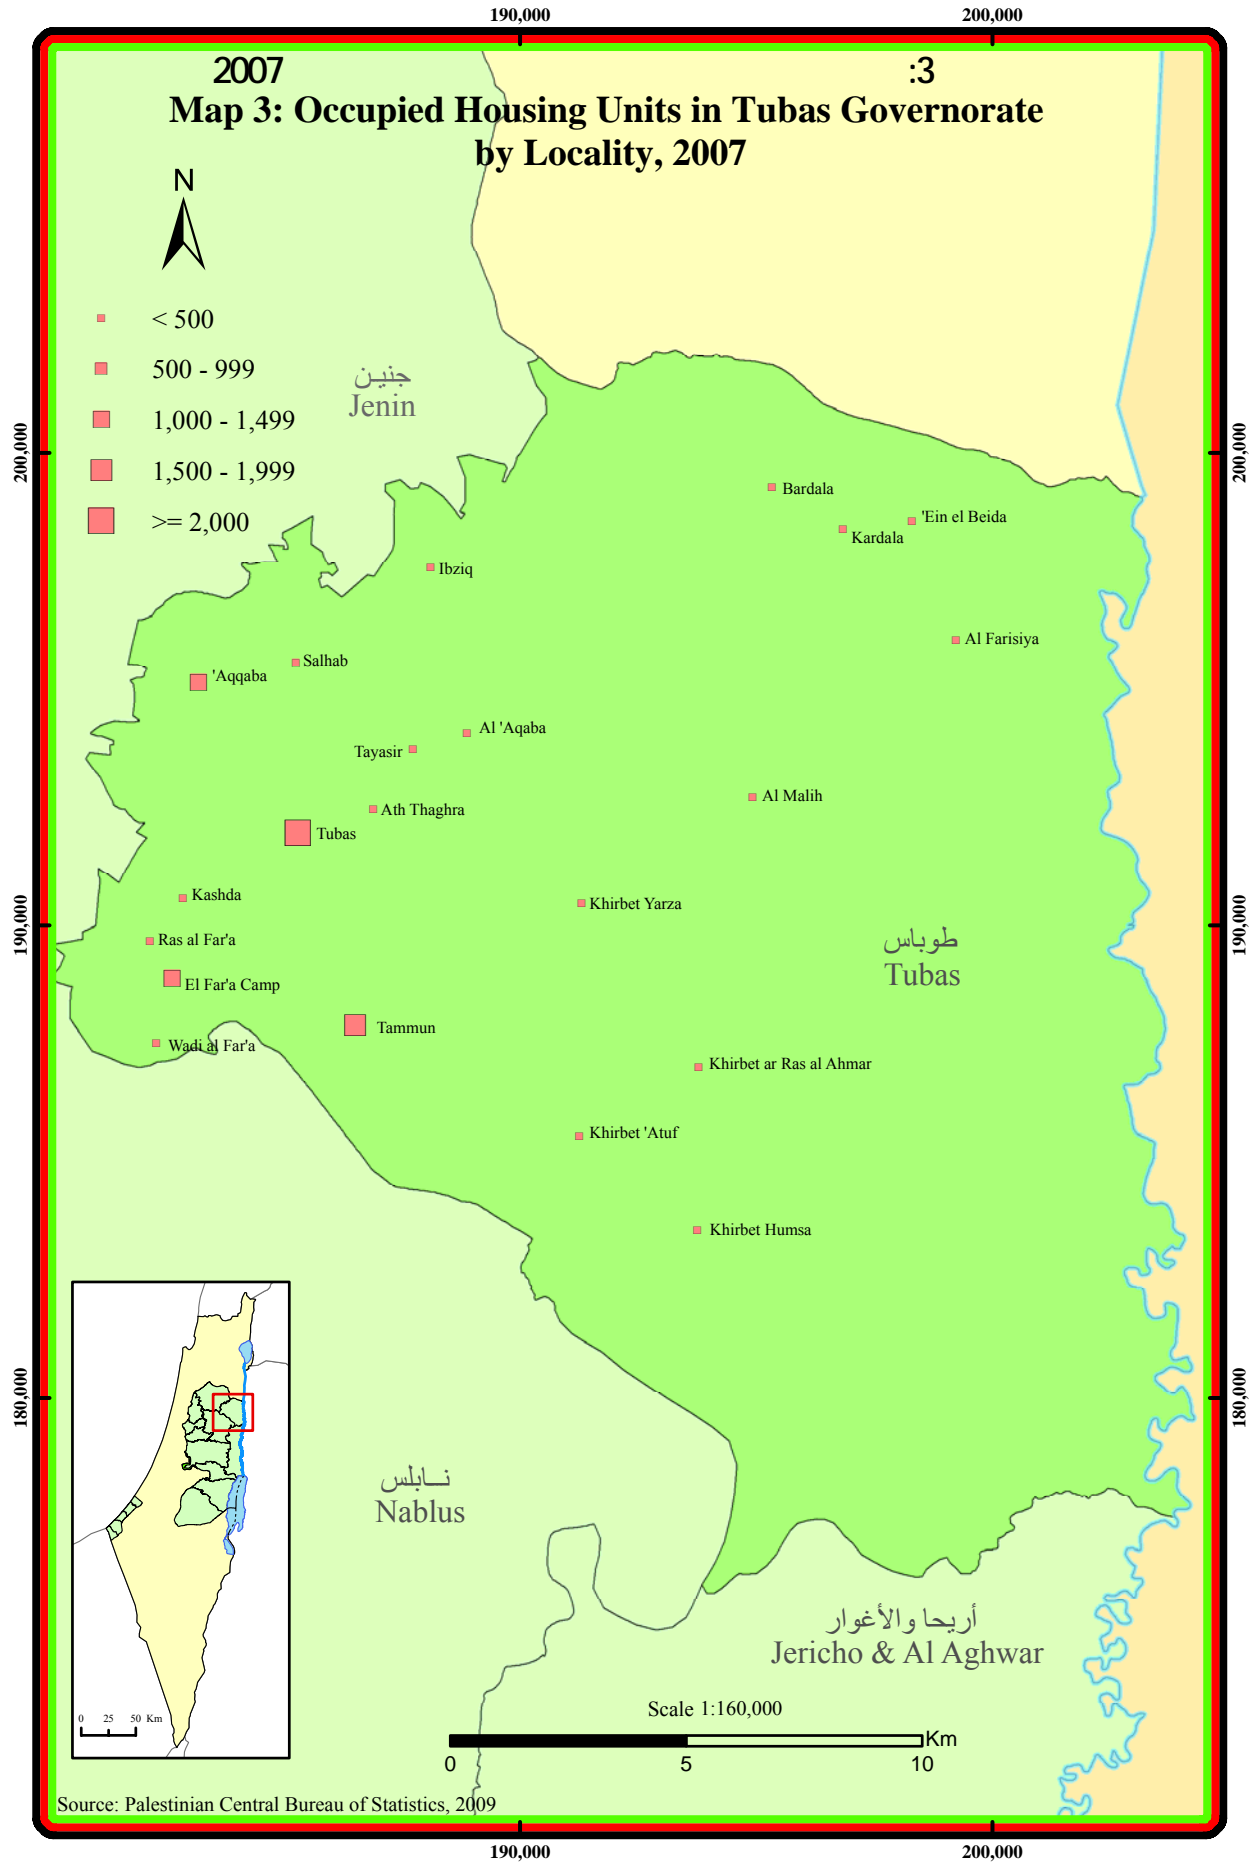 190,000
200,000
2007
:3
Map 3: Occupied Housing Units in Tubas Governorate
by Locality, 2007
N
< 500
500 - 999
1,000 - 1,499
1,500 - 1,999
>= 2,000
جنين
Jenin
200,000
200,000
Bardala
'Ein el Beida
Kardala
Ibziq
Al Farisiya
Salhab
'Aqqaba
Al 'Aqaba
Tayasir
Al Malih
Ath Thaghra
Tubas
Kashda
Khirbet Yarza
190,000
190,000
Ras al Far'a
طوباس
Tubas
El Far'a Camp
Tammun
Wadi al Far'a
Khirbet ar Ras al Ahmar
Khirbet 'Atuf
Khirbet Humsa
180,000
180,000
نابلس
Nablus
أريحا والأغوار
Jericho & Al Aghwar
0 25 50 Km
Scale 1:160,000
Km
0 5 10
Source: Palestinian Central Bureau of Statistics, 2009
190,000
200,000